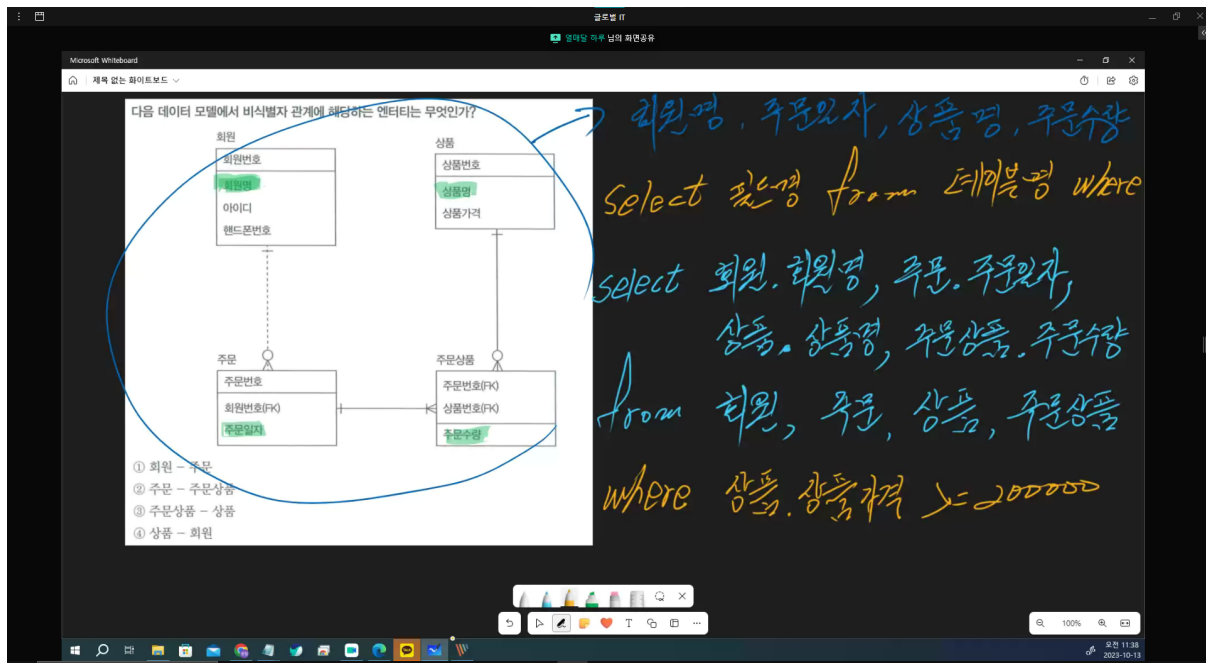 글로벌 IT
열마달 하루 님의 화면공유
Microsoft Whiteboard
제목 없는 화이트보드
다음 데이터 모델에서 비식별자 관계에 해당하는 엔터티는 무엇인가?
회원
회원번호
회원명
아이디
핸드폰번호
상품
상품번호
상품명
상품가격
주문
주문번호
회원번호(FK)
주문일자
주문상품
주문번호(FK)
상품번호(FK)
주문수량
① 회원 – 주문
② 주문 – 주문상품
③ 주문상품 – 상품
④ 상품 – 회원
회원명, 주문일자, 상품명, 주문수량
select 필드명 from 테이블명 where
select 회원.회원명, 주문.주문일자,
상품.상품명, 주문상품.주문수량
from 회원, 주문, 상품, 주문상품
where 상품.상품가격 >= 200000
100%
오전 11:38
2023-10-13